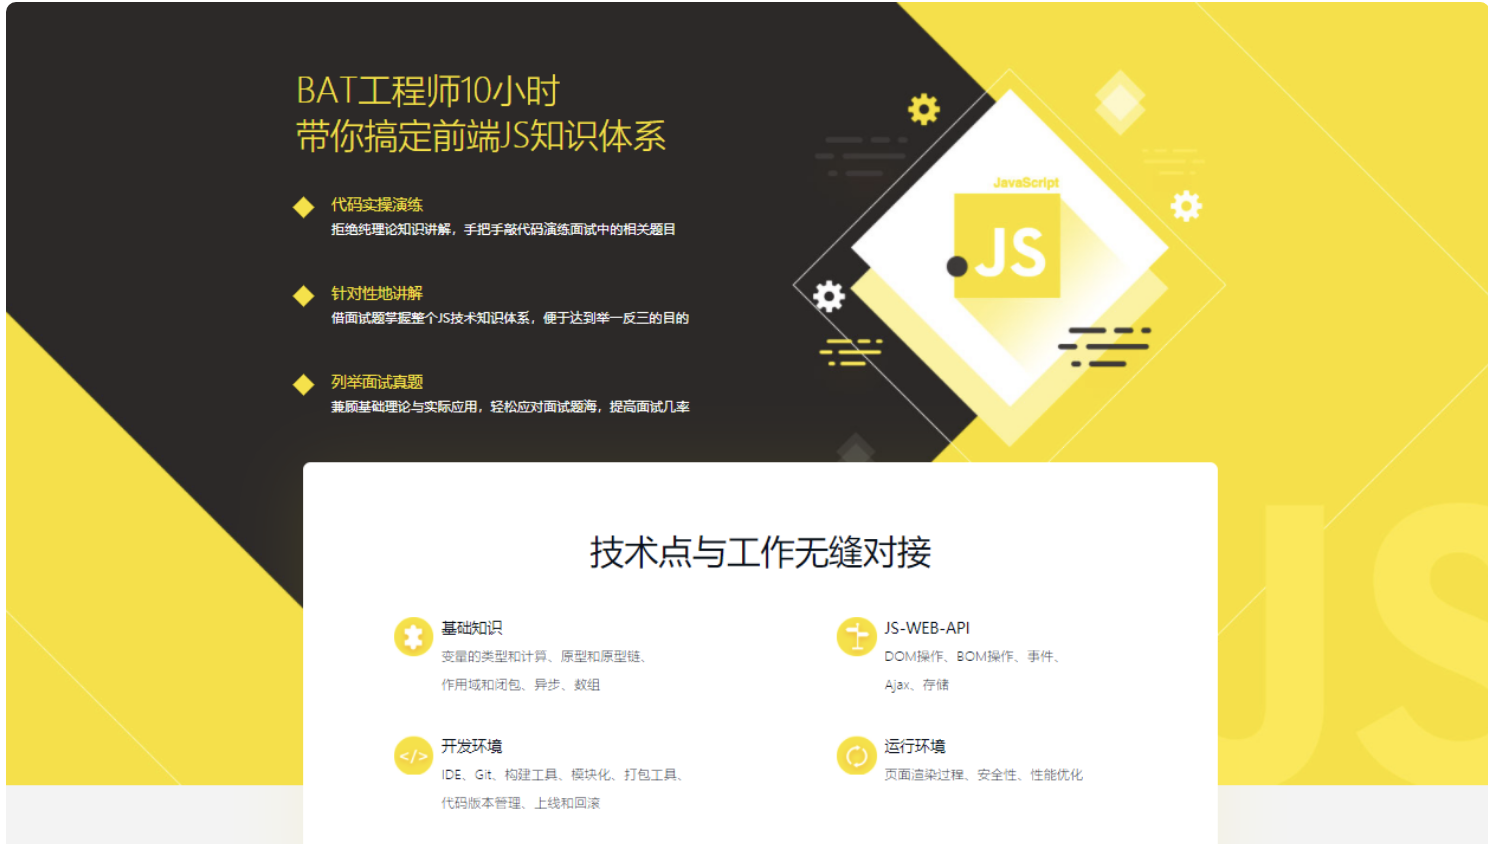 BAT工程师10小时
带你搞定前端JS知识体系
代码实操演练
拒绝纯理论知识讲解，手把手敲代码演练面试中的相关题目
针对性地讲解
借面试题掌握整个JS技术知识体系，便于达到举一反三的目的
列举面试真题
兼顾基础理论与实际应用，轻松应对面试题海，提高面试几率
JavaScript
JS
JS
技术点与工作无缝对接
基础知识
变量的类型和计算、原型和原型链、
作用域和闭包、异步、数组
JS-WEB-API
DOM操作、BOM操作、事件、
Ajax、存储
</>
开发环境
IDE、Git、构建工具、模块化、打包工具、
代码版本管理、上线和回滚
运行环境
页面渲染过程、安全性、性能优化